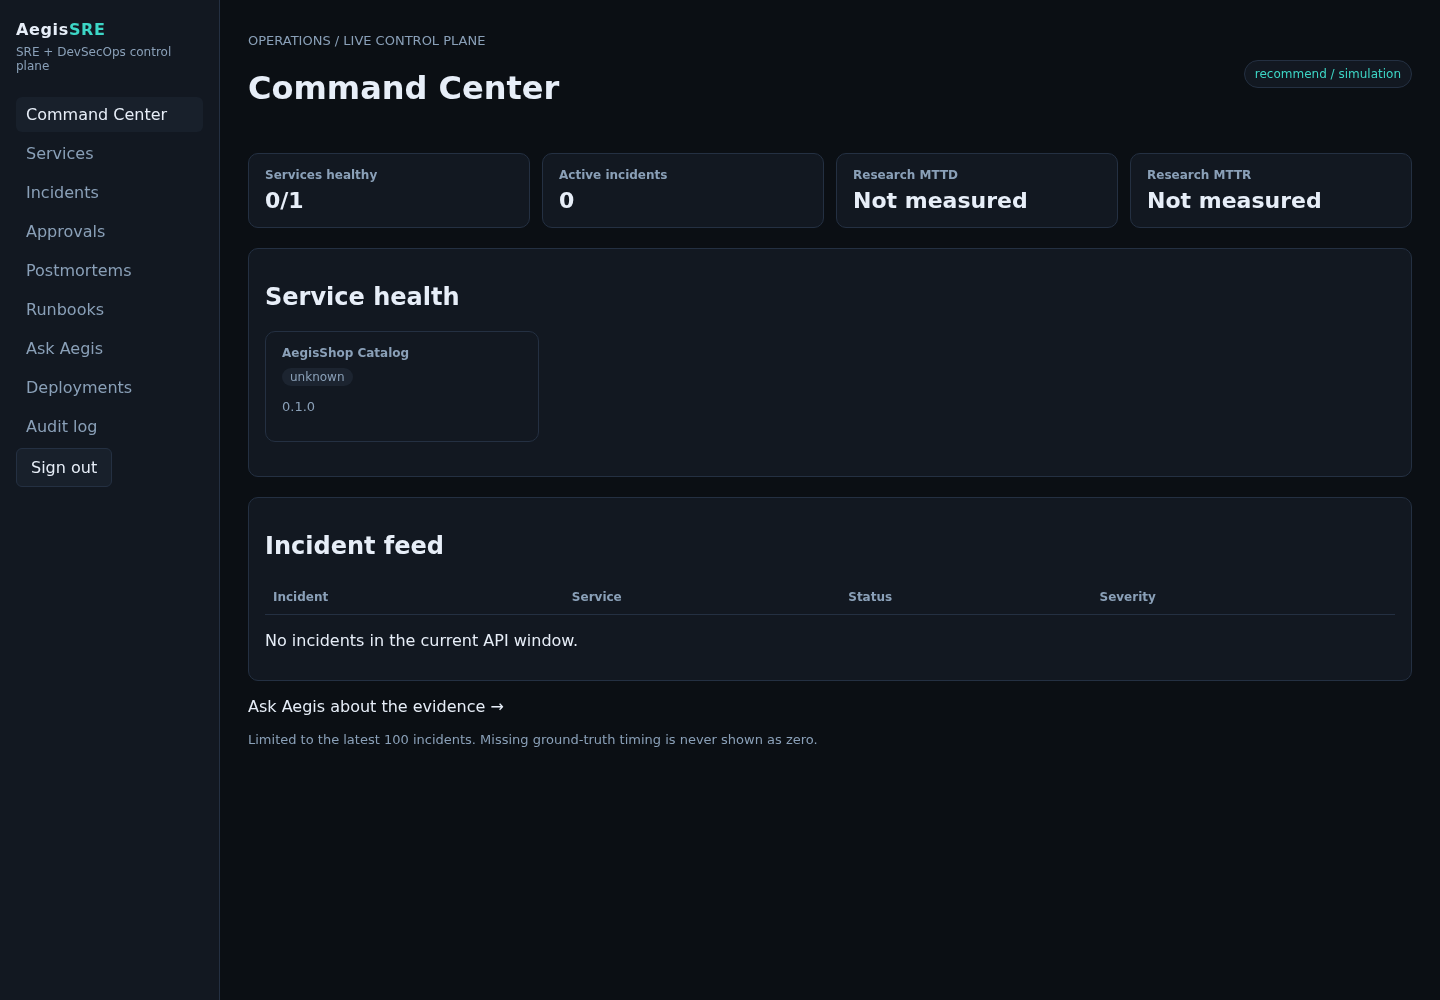 AegisSRE
SRE + DevSecOps control
plane
Command Center
Services
Incidents
Approvals
Postmortems
Runbooks
Ask Aegis
Deployments
Audit log
Sign out
OPERATIONS / LIVE CONTROL PLANE
Command Center
recommend / simulation
Services healthy
0/1
Active incidents
0
Research MTTD
Not measured
Research MTTR
Not measured
Service health
AegisShop Catalog
unknown
0.1.0
Incident feed
Incident Service Status Severity
No incidents in the current API window.
Ask Aegis about the evidence →
Limited to the latest 100 incidents. Missing ground-truth timing is never shown as zero.